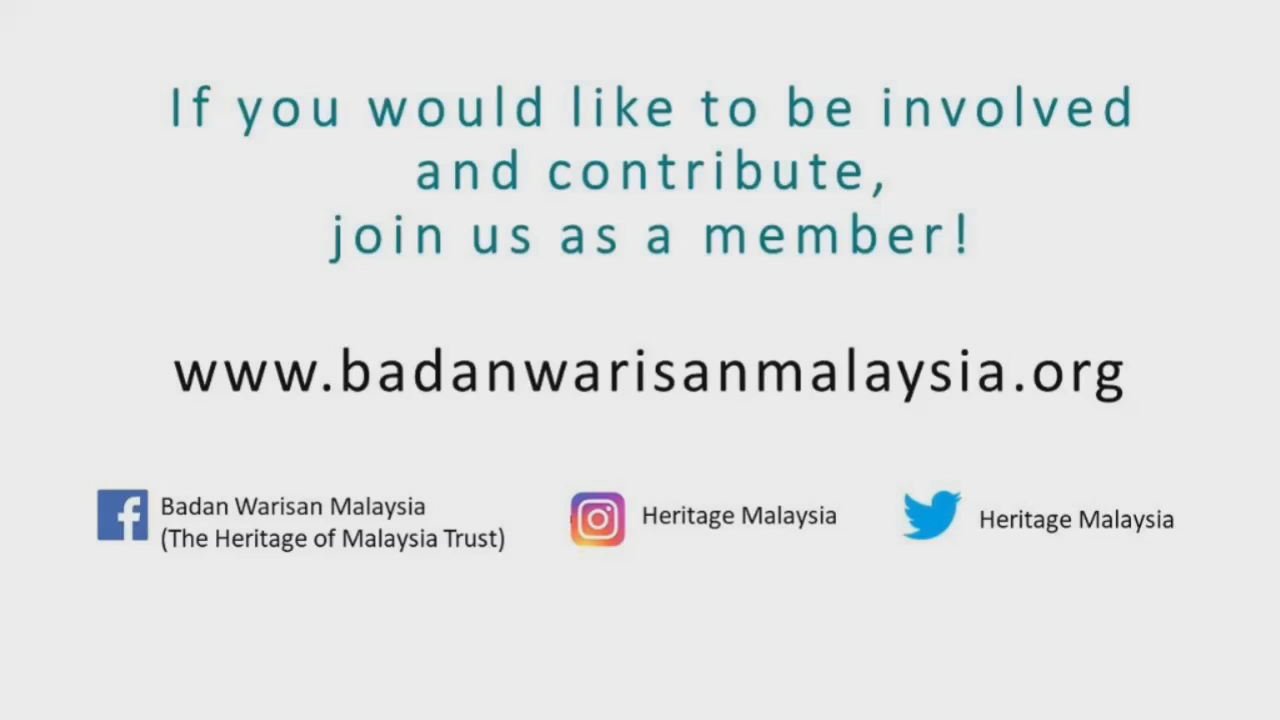 If you would like to be involved
and contribute,
join us as a member!
www.badanwarisanmalaysia.org
Badan Warisan Malaysia
(The Heritage of Malaysia Trust)
Heritage Malaysia
Heritage Malaysia